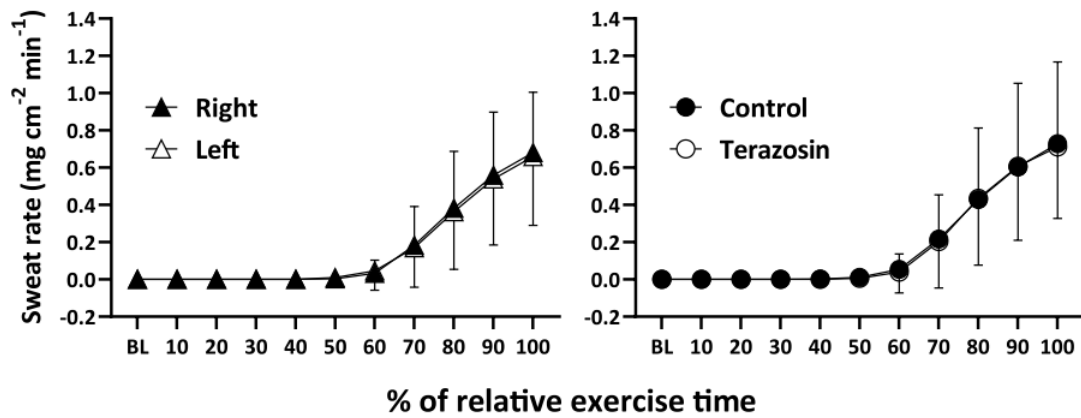 Sweat rate (mg cm⁻² min⁻¹)
1.4
1.2
1.0
0.8
0.6
0.4
0.2
0.0
-0.2
Right
Left
BL 10 20 30 40 50 60 70 80 90 100
1.4
1.2
1.0
0.8
0.6
0.4
0.2
0.0
-0.2
Control
Terazosin
BL 10 20 30 40 50 60 70 80 90 100
% of relative exercise time